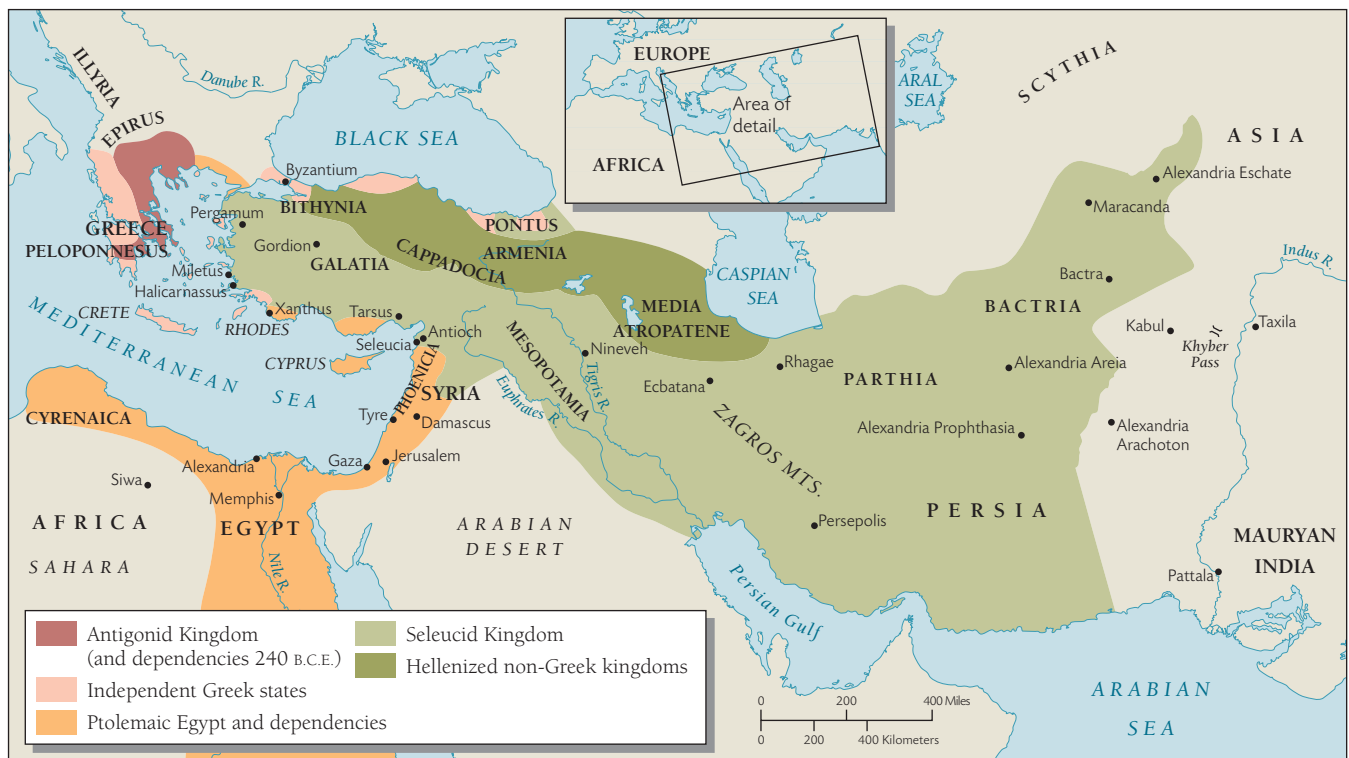 EUROPE
Area of
detail
AFRICA
ILLYRIA
Danube R.
EPIRUS
BLACK SEA
ARAL
SEA
SCYTHIA
ASIA
Byzantium
Alexandria Eschate
Pergamum
BITHYNIA
Maracanda
GREECE
PONTUS
PELOPONNESUS
Gordion
GALATIA
CAPPADOCIA
ARMENIA
Indus R.
Miletus
Halicarnassus
CASPIAN
SEA
Bactra
BACTRIA
MEDIA
ATROPATENE
CRETE
RHODES
Xanthus
Tarsus
Antioch
Seleucia
Kabul
Khyber
Pass
Taxila
MEDITERRANEAN SEA
CYPRUS
PHOENICIA
SYRIA
MESOPOTAMIA
Nineveh
Tigris R.
Euphrates R.
Ecbatana
Rhagae
PARTHIA
Alexandria Areia
CYRENAICA
Tyre
Damascus
ZAGROS MTS.
Alexandria Prophthasia
Alexandria
Arachoton
Siwa
Alexandria
Gaza
Jerusalem
Memphis
AFRICA
EGYPT
ARABIAN
DESERT
Persepolis
PERSIA
SAHARA
Nile R.
Persian Gulf
MAURYAN
INDIA
Pattala
Antigonid Kingdom
(and dependencies 240 B.C.E.)
Independent Greek states
Ptolemaic Egypt and dependencies
Seleucid Kingdom
Hellenized non-Greek kingdoms
0 200 400 Miles
0 200 400 Kilometers
ARABIAN
SEA